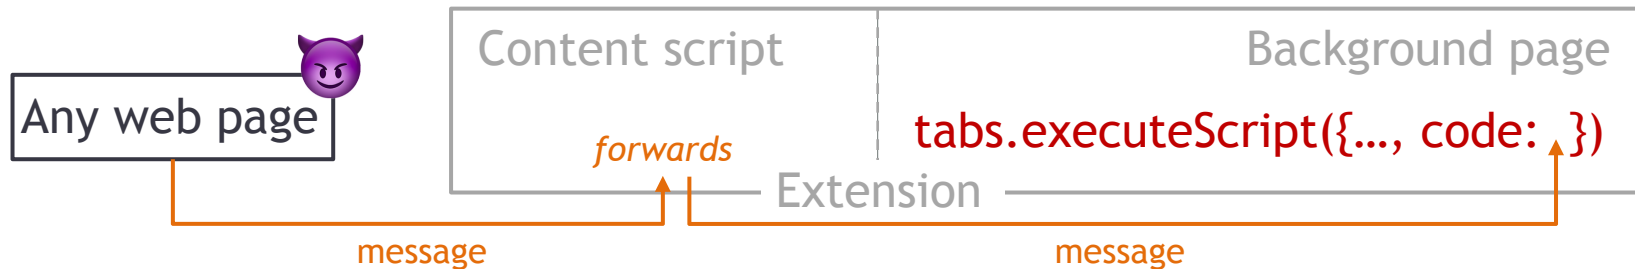 Content script
Background page
Any web page
tabs.executeScript({…, code: })
forwards
Extension
message
message